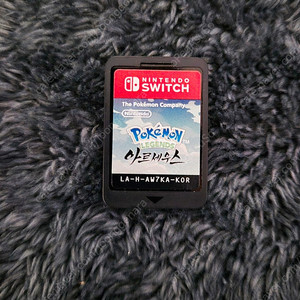 NINTENDO
SWITCH
The Pokémon Company
Nintendo
POKéMON
LEGENDS
아르세우스
LA-H-AW7KA-KOR